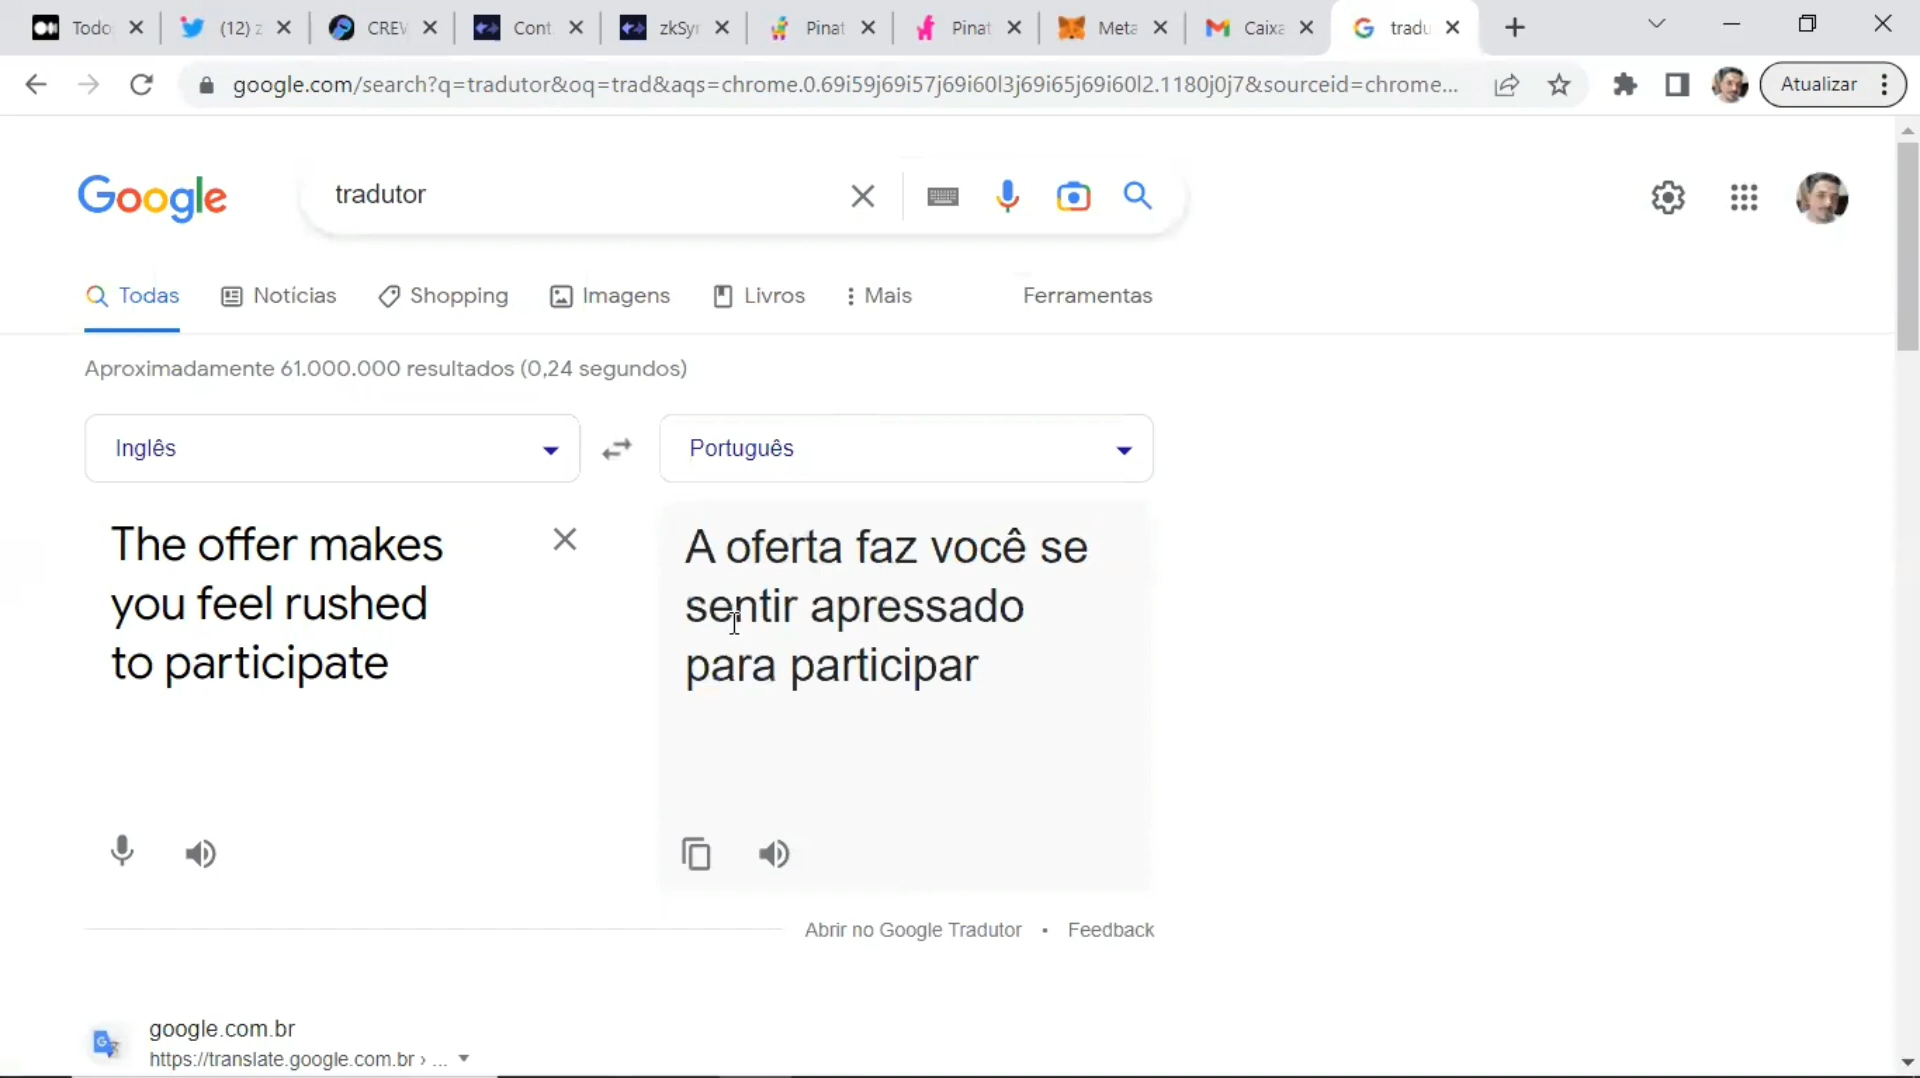 Todo
(12) z
CREV
Cont
zkSyn
Pinat
Pinat
Meta
Caixa
tradu
google.com/search?q=tradutor&oq=trad&aqs=chrome.0.69i59j69i57j69i60l3j69i65j69i60l2.1180j0j7&sourceid=chrome...
Atualizar
Google
tradutor
Todas
Notícias
Shopping
Imagens
Livros
Mais
Ferramentas
Aproximadamente 61.000.000 resultados (0,24 segundos)
Inglês
Português
The offer makes
you feel rushed
to participate
A oferta faz você se
sentir apressado
para participar
Abrir no Google Tradutor • Feedback
google.com.br
https://translate.google.com.br › ...